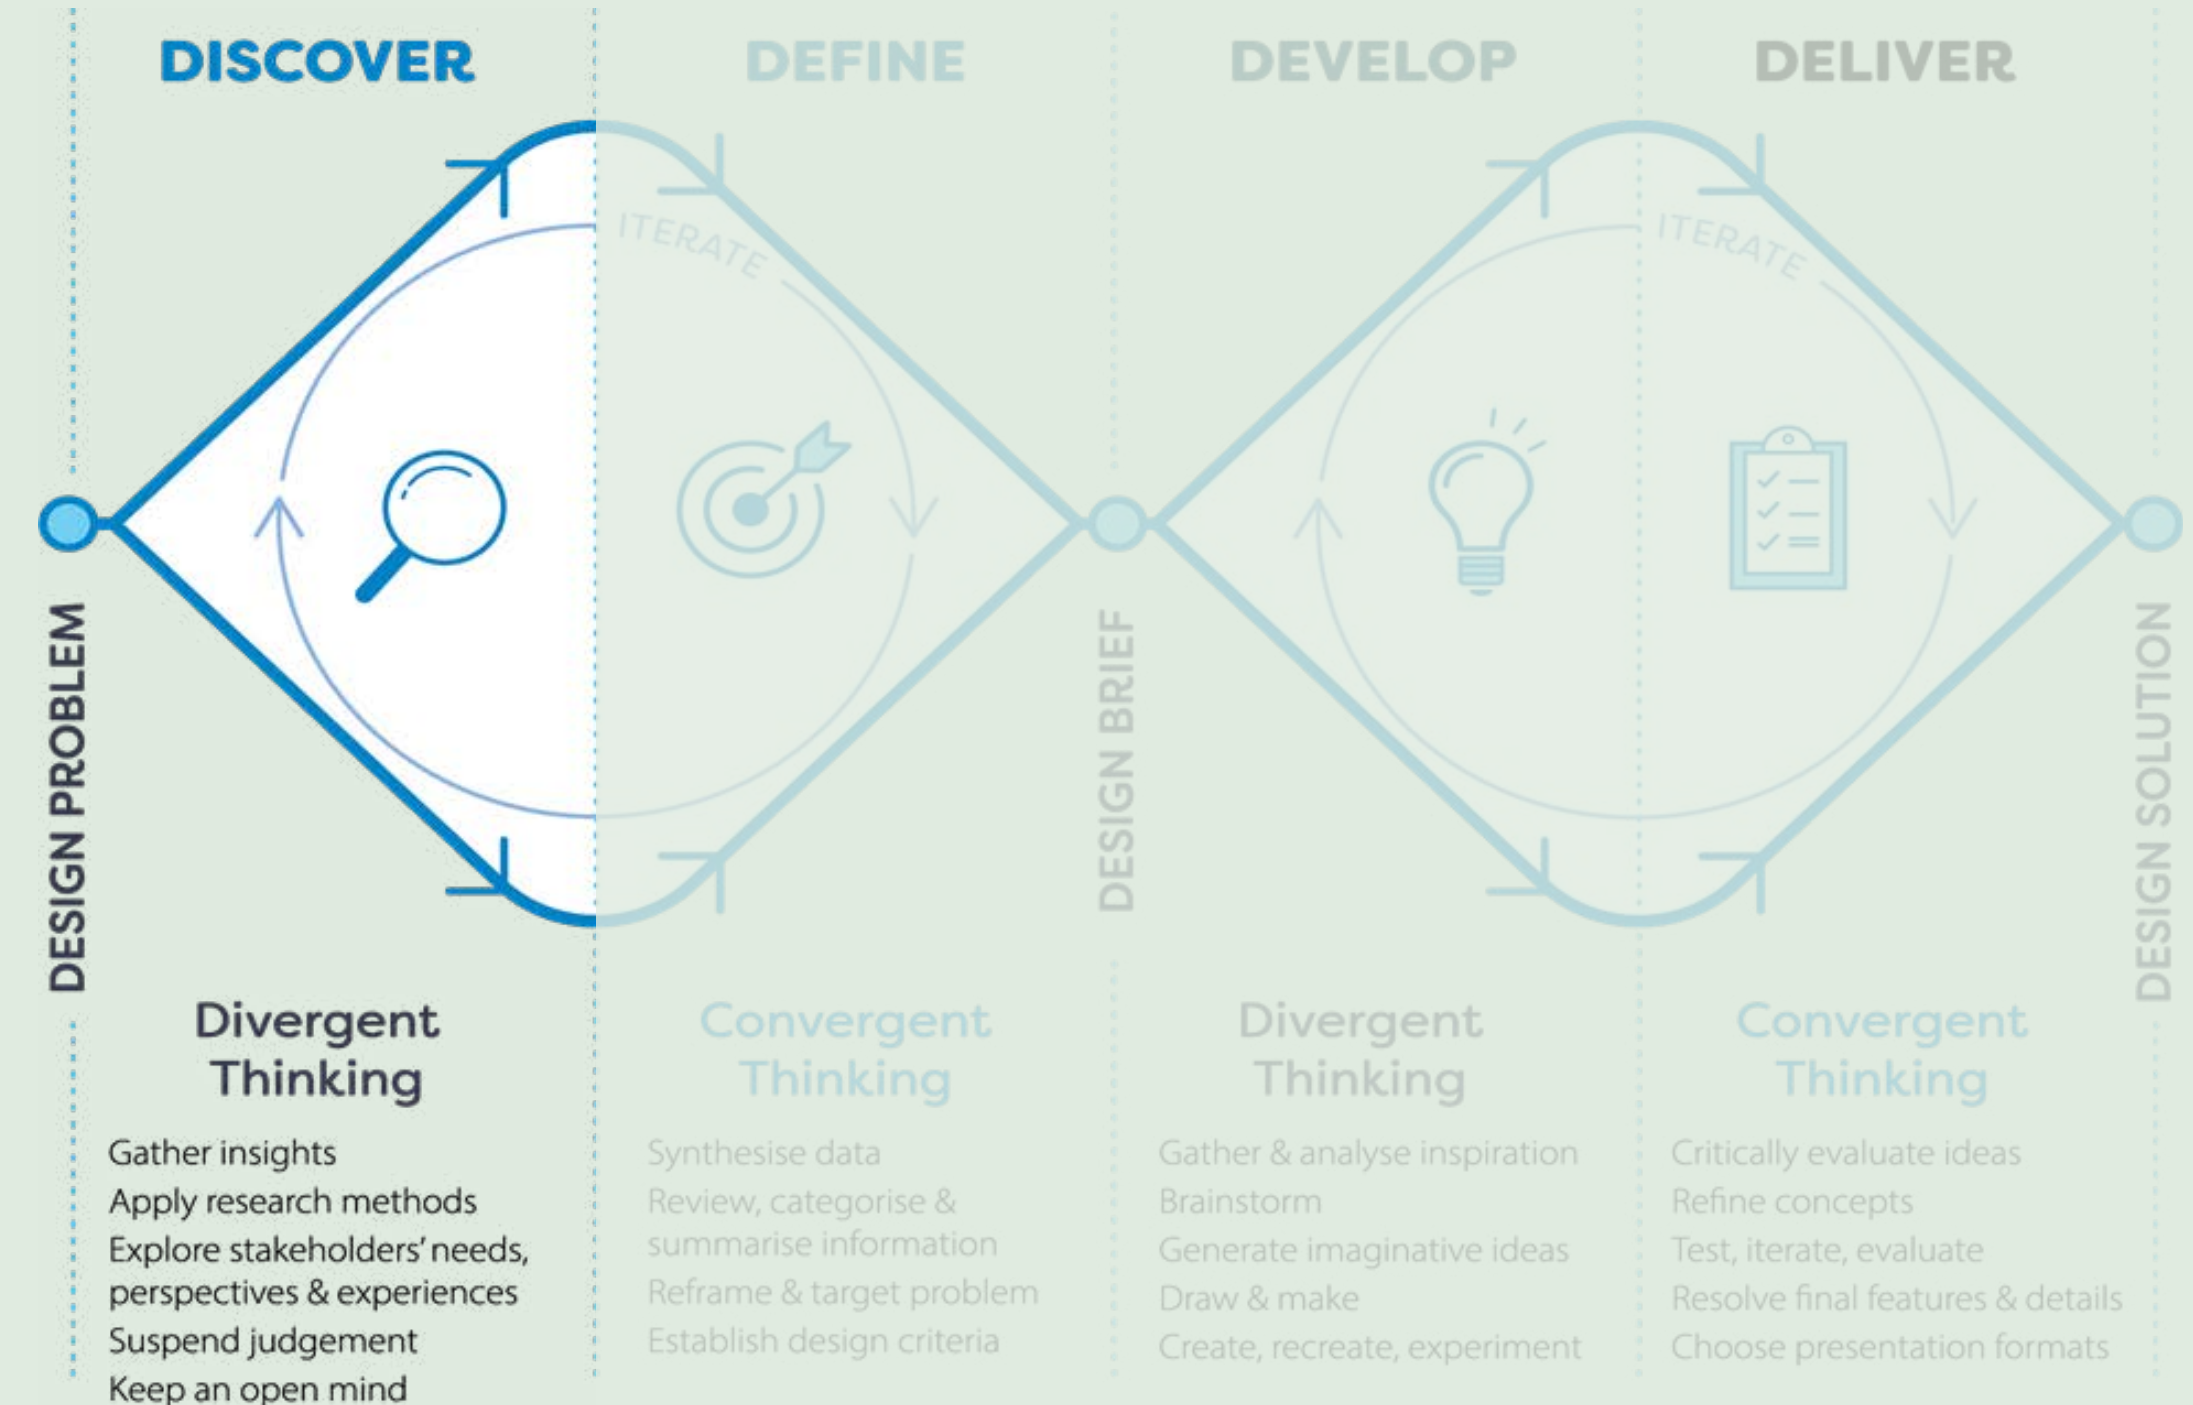 DISCOVER
DEFINE
DEVELOP
DELIVER
ITERATE
ITERATE
DESIGN PROBLEM
DESIGN BRIEF
DESIGN SOLUTION
Divergent
Thinking
Gather insights
Apply research methods
Explore stakeholders' needs,
perspectives & experiences
Suspend judgement
Keep an open mind
Convergent
Thinking
Synthesise data
Review, categorise &
summarise information
Reframe & target problem
Establish design criteria
Divergent
Thinking
Gather & analyse inspiration
Brainstorm
Generate imaginative ideas
Draw & make
Create, recreate, experiment
Convergent
Thinking
Critically evaluate ideas
Refine concepts
Test, iterate, evaluate
Resolve final features & details
Choose presentation formats